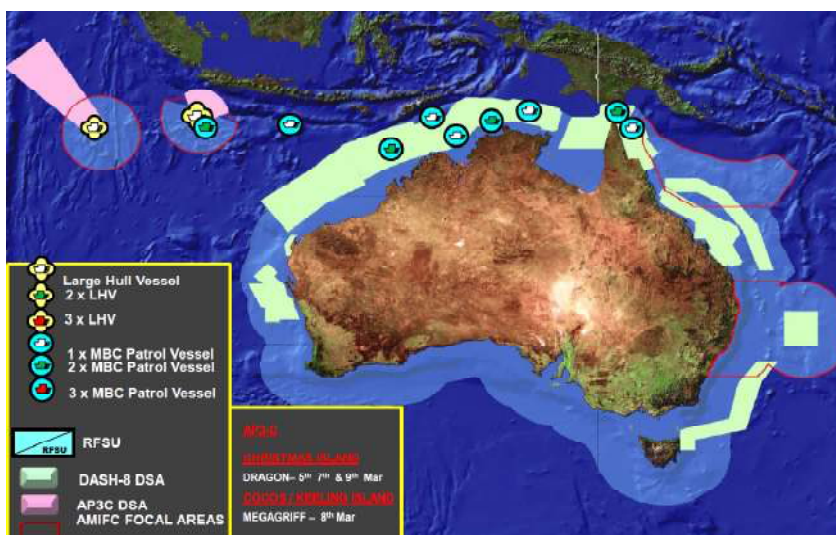 Large Hull Vessel
2 x LHV
3 x LHV
1 x MBC Patrol Vessel
2 x MBC Patrol Vessel
3 x MBC Patrol Vessel
RFSU RFSU
DASH-8 DSA
AP3C DSA
AMIFC FOCAL AREAS
AP3-C
CHRISTMAS ISLAND
DRAGON– 5th 7th & 9th Mar
COCOS / KEELING ISLAND
MEGAGRIFF – 8th Mar